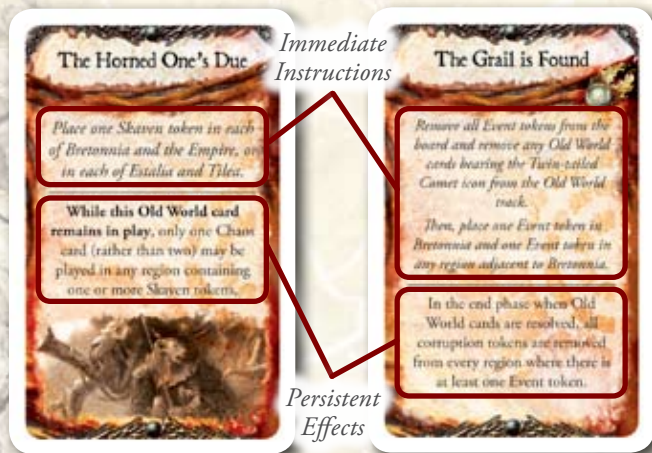 The Horned One's Due
Place one Skaven token in each
of Bretonnia and the Empire, or
in each of Estalia and Tilea.
While this Old World card
remains in play, only one Chaos
card (rather than two) may be
played in any region containing
one or more Skaven tokens.
Immediate
Instructions
Persistent
Effects
The Grail is Found
Remove all Event tokens from the
board and remove any Old World
cards bearing the Twin-tailed
Comet icon from the Old World
track.
Then, place one Event token in
Bretonnia and one Event token in
any region adjacent to Bretonnia.
In the end phase when Old
World cards are resolved, all
corruption tokens are removed
from every region where there is
at least one Event token.